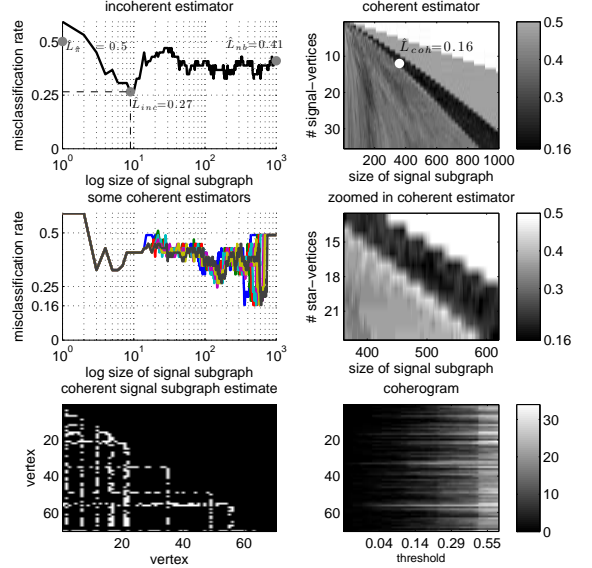 incoherent estimator
misclassification rate
0.5
0.25
0
L̂π̂ = 0.5
L̂nb=0.41
L̂inc=0.27
10^0 10^1 10^2 10^3
log size of signal subgraph
coherent estimator
# signal−vertices
10
20
30
L̂coh=0.16
200 400 600 800 1000
size of signal subgraph
0.5
0.4
0.3
0.16
some coherent estimators
misclassification rate
0.5
0.25
0.16
0
10^0 10^1 10^2 10^3
log size of signal subgraph
zoomed in coherent estimator
# star−vertices
15
18
21
400 500 600
size of signal subgraph
0.5
0.4
0.3
0.16
coherent signal subgraph estimate
vertex
20
40
60
20 40 60
vertex
coherogram
20
40
60
0.04 0.14 0.29 0.55
threshold
30
20
10
0